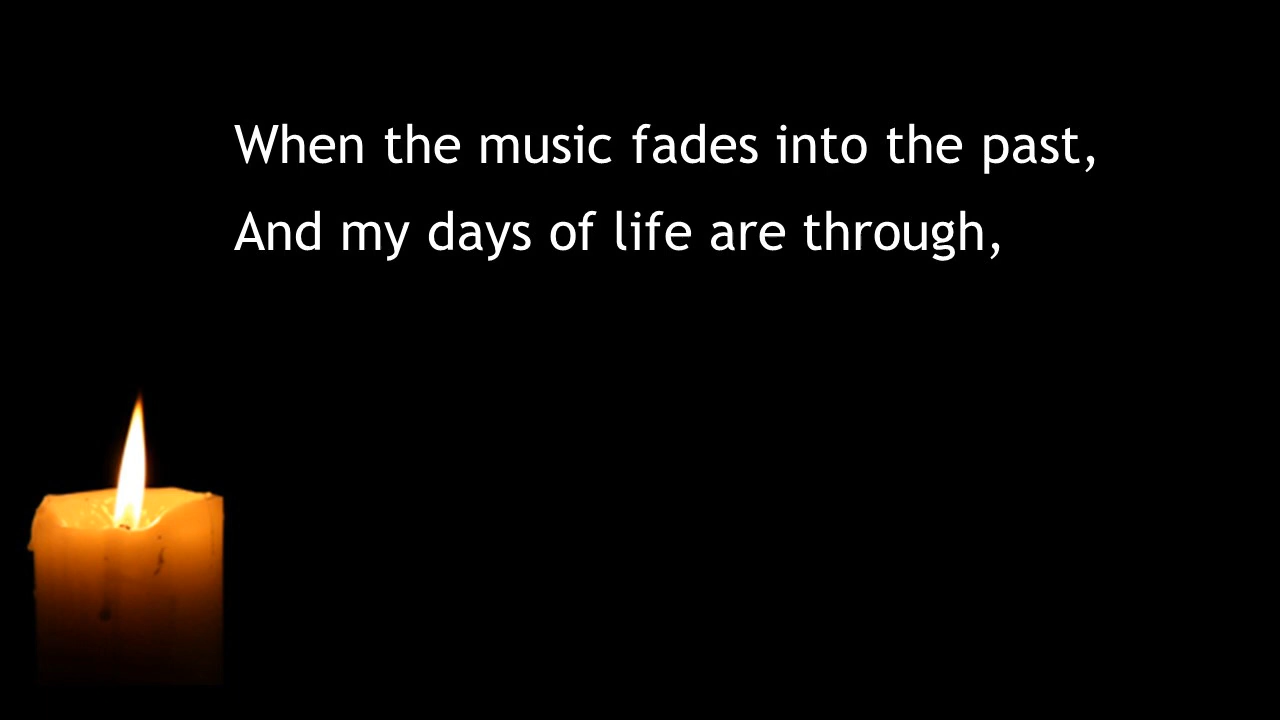 When the music fades into the past,
And my days of life are through,